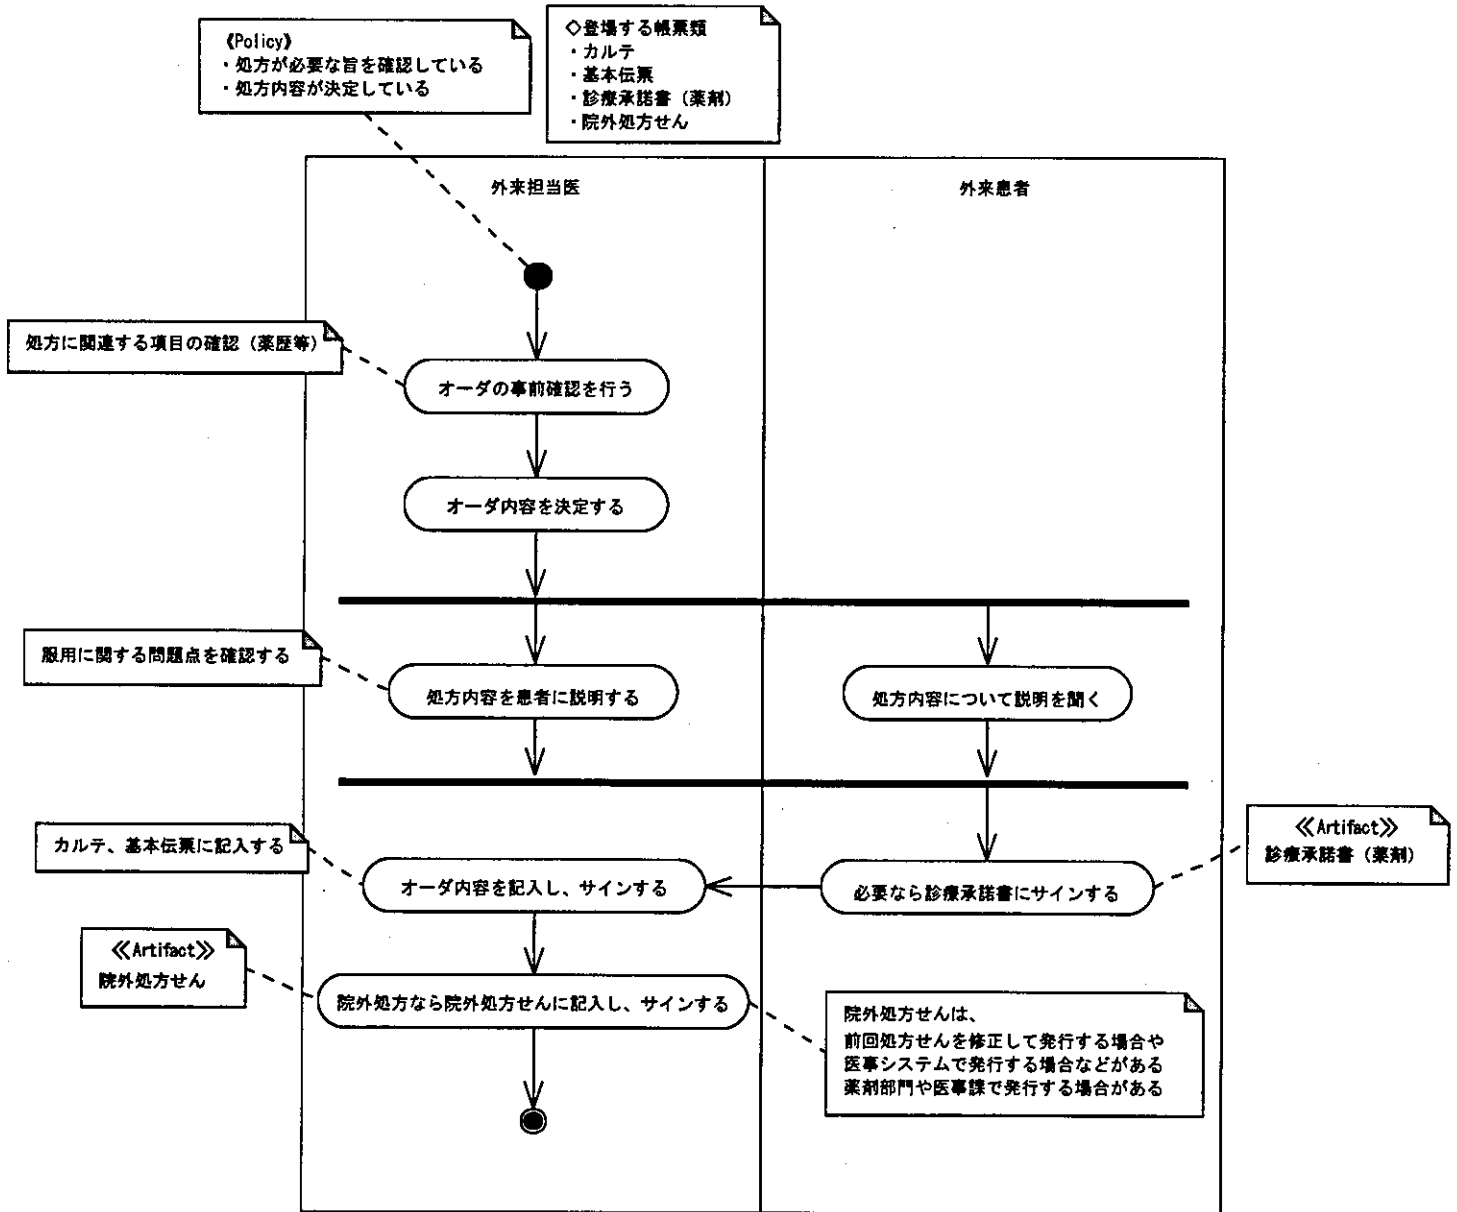 《Policy》
・処方が必要な旨を確認している
・処方内容が決定している
◇登場する帳票類
・カルテ
・基本伝票
・診療承諾書（薬剤）
・院外処方せん
外来担当医
外来患者
処方に関連する項目の確認（薬歴等）
オーダの事前確認を行う
オーダ内容を決定する
服用に関する問題点を確認する
処方内容を患者に説明する
処方内容について説明を聞く
カルテ、基本伝票に記入する
オーダ内容を記入し、サインする
必要なら診療承諾書にサインする
≪Artifact≫
診療承諾書（薬剤）
≪Artifact≫
院外処方せん
院外処方なら院外処方せんに記入し、サインする
院外処方せんは、
前回処方せんを修正して発行する場合や
医事システムで発行する場合などがある
薬剤部門や医事課で発行する場合がある